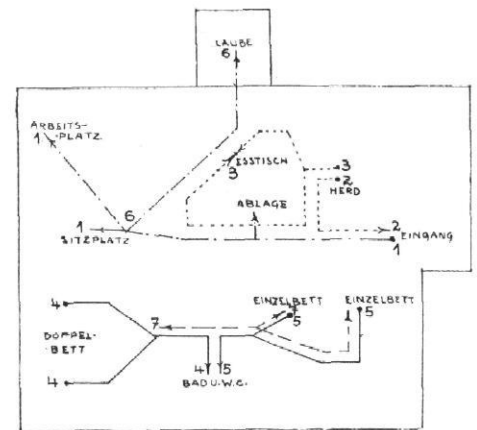 LAUBE
6
ARBEITS-
1 PLATZ
ESSTISCH
3
3
2
HERD
ABLAGE
6
1
SITZPLATZ
2
EINGANG
1
EINZELBETT
EINZELBETT
4
7
5
5
DOPPEL-
BETT
4
4 5
BAD U.W.C.